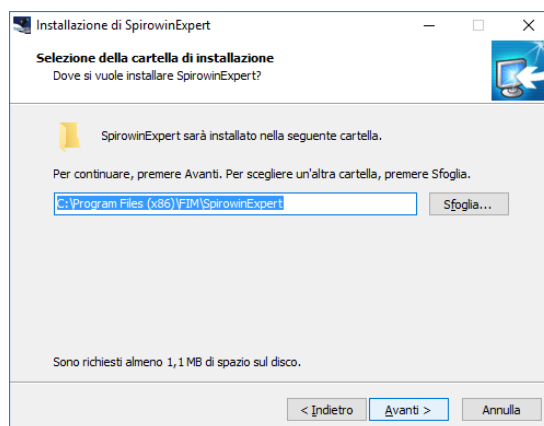 Installazione di SpirowinExpert
Selezione della cartella di installazione
Dove si vuole installare SpirowinExpert?
SpirowinExpert sarà installato nella seguente cartella.
Per continuare, premere Avanti. Per scegliere un'altra cartella, premere Sfoglia.
C:\Program Files (x86)\FIM\SpirowinExpert
Sfoglia...
Sono richiesti almeno 1,1 MB di spazio sul disco.
< Indietro
Avanti >
Annulla